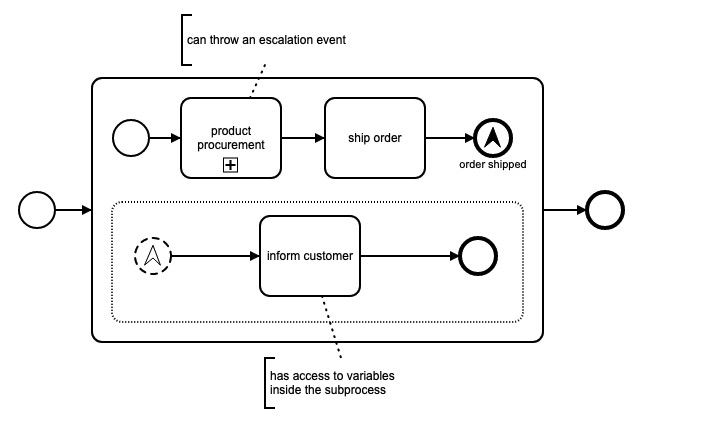 can throw an escalation event
product
procurement
ship order
order shipped
inform customer
has access to variables
inside the subprocess